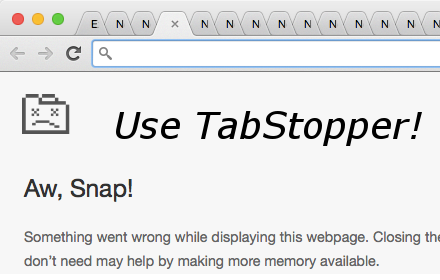 E N N N N N N N N N N N N
Use TabStopper!
Aw, Snap!
Something went wrong while displaying this webpage. Closing the
don't need may help by making more memory available.